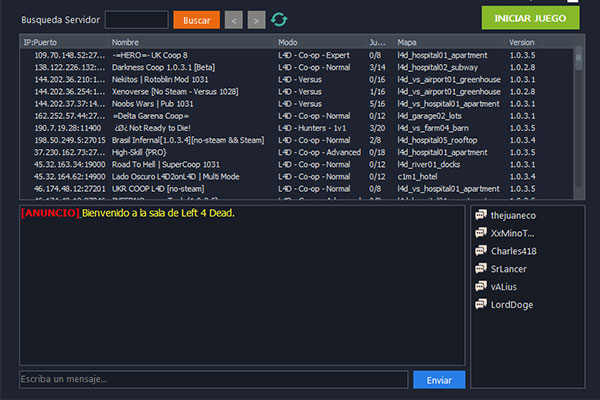 Busqueda Servidor Buscar < > INICIAR JUEGO
IP:Puerto Nombre Modo Ju... Mapa Version
109.70.148.52:27... -=HERO=- UK Coop 8 L4D - Co-op - Expert 0/8 l4d_hospital01_apartment 1.0.3.5
138.122.226.132:... Darkness Coop 1.0.3.1 [Beta] L4D - Co-op - Normal 3/14 l4d_hospital02_subway 1.0.2.8
144.202.36.210:1... Nekitos | Rotoblin Mod 1031 L4D - Versus 0/16 l4d_vs_airport01_greenhouse 1.0.3.1
144.202.36.254:1... Xenoverse [No Steam - Versus 1028] L4D - Versus 1/16 l4d_vs_airport01_greenhouse 1.0.2.8
144.202.37.37:14... Noobs Wars | Pub 1031 L4D - Versus 5/16 l4d_vs_hospital01_apartment 1.0.3.1
162.252.57.44:27... =Delta Garena Coop= L4D - Co-op - Normal 0/12 l4d_garage02_lots 1.0.3.1
190.7.19.28:11400 Not Ready to Die! L4D - Hunters - 1v1 3/20 l4d_vs_farm04_barn 1.0.3.5
198.50.249.5:27015 Brasil Infernal[1.0.3.4][no-steam && Steam] L4D - Co-op - Normal 2/12 l4d_hospital05_rooftop 1.0.3.4
37.230.162.73:27... High-Skill {PRO} L4D - Co-op - Advanced 0/18 l4d_hospital01_apartment 1.0.3.5
45.32.163.34:19000 Road To Hell | SuperCoop 1031 L4D - Co-op - Normal 0/12 l4d_river01_docks 1.0.3.1
45.32.164.62:14900 Lado Oscuro L4D2onL4D | Multi Mode L4D - Co-op - Normal 0/12 c1m1_hotel 1.0.3.4
46.174.48.12:27201 UKR COOP L4D [no-steam] L4D - Co-op - Normal 0/8 l4d_hospital01_apartment 1.0.3.5
[ANUNCIO] Bienvenido a la sala de Left 4 Dead.
thejuaneco
XxMinoT...
Charles418
SrLancer
vALius
LordDoge
Escriba un mensaje... Enviar